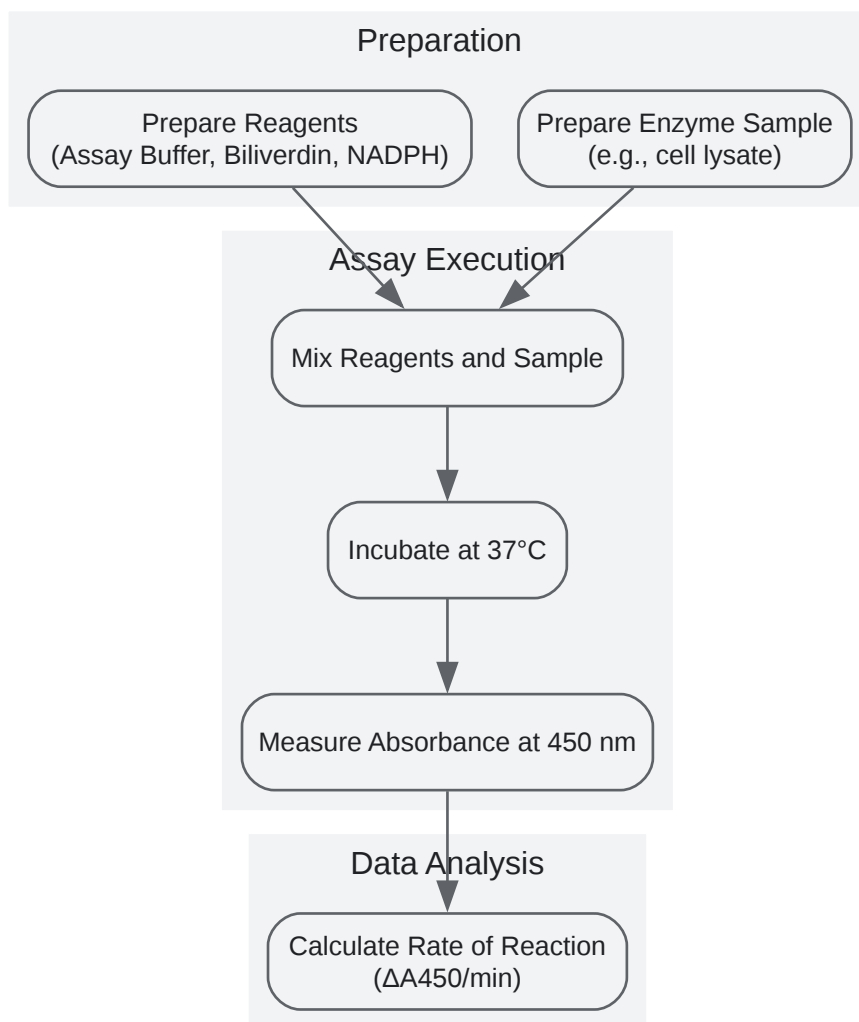 Preparation
Prepare Reagents
(Assay Buffer, Biliverdin, NADPH)
Prepare Enzyme Sample
(e.g., cell lysate)
Assay Execution
Mix Reagents and Sample
Incubate at 37°C
Measure Absorbance at 450 nm
Data Analysis
Calculate Rate of Reaction
(ΔA450/min)